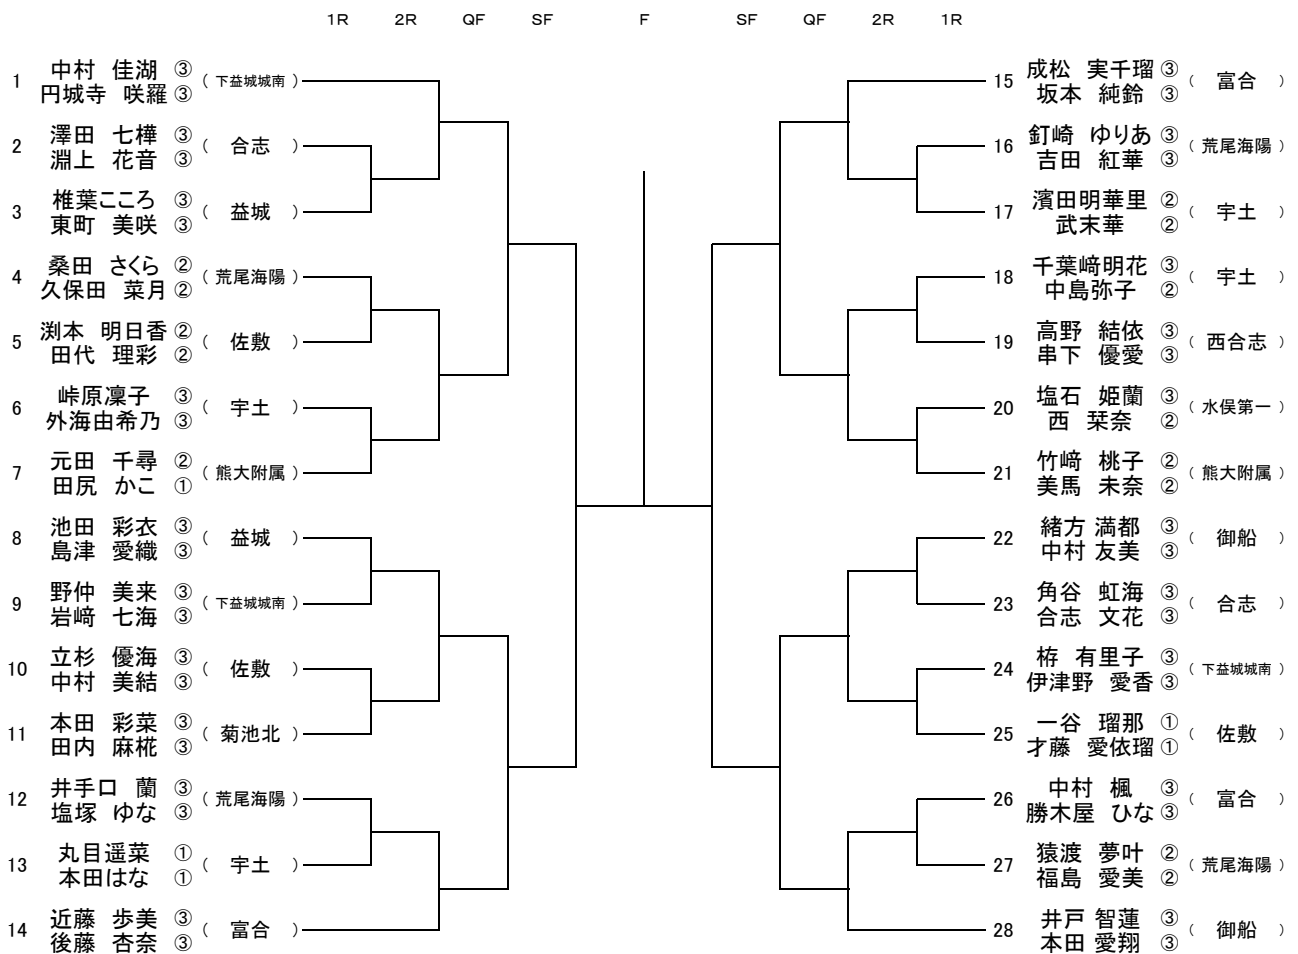 1R 2R QF SF F SF QF 2R 1R
1 中村 佳湖 ③ ( 下益城城南 )
円城寺 咲羅 ③
2 澤田 七樺 ③ ( 合志 )
淵上 花音 ③
3 椎葉こころ ③ ( 益城 )
東町 美咲 ③
4 桑田 さくら ② ( 荒尾海陽 )
久保田 菜月 ②
5 渕本 明日香 ② ( 佐敷 )
田代 理彩 ②
6 峠原凜子 ③ ( 宇土 )
外海由希乃 ③
7 元田 千尋 ② ( 熊大附属 )
田尻 かこ ①
8 池田 彩衣 ③ ( 益城 )
島津 愛織 ③
9 野仲 美来 ③ ( 下益城城南 )
岩﨑 七海 ③
10 立杉 優海 ③ ( 佐敷 )
中村 美結 ③
11 本田 彩菜 ③ ( 菊池北 )
田内 麻椛 ③
12 井手口 蘭 ③ ( 荒尾海陽 )
塩塚 ゆな ③
13 丸目遥菜 ① ( 宇土 )
本田はな ①
14 近藤 歩美 ③ ( 富合 )
後藤 杏奈 ③
15 成松 実千瑠 ③ ( 富合 )
坂本 純鈴 ③
16 釘崎 ゆりあ ③ ( 荒尾海陽 )
吉田 紅華 ③
17 濱田明華里 ② ( 宇土 )
武末華 ②
18 千葉﨑明花 ③ ( 宇土 )
中島弥子 ②
19 高野 結依 ③ ( 西合志 )
串下 優愛 ③
20 塩石 姫蘭 ③ ( 水俣第一 )
西 栞奈 ②
21 竹﨑 桃子 ② ( 熊大附属 )
美馬 未奈 ②
22 緒方 満都 ③ ( 御船 )
中村 友美 ③
23 角谷 虹海 ③ ( 合志 )
合志 文花 ③
24 栫 有里子 ③ ( 下益城城南 )
伊津野 愛香 ③
25 一谷 瑠那 ① ( 佐敷 )
才藤 愛依瑠 ①
26 中村 楓 ③ ( 富合 )
勝木屋 ひな ③
27 猿渡 夢叶 ② ( 荒尾海陽 )
福島 愛美 ②
28 井戸 智蓮 ③ ( 御船 )
本田 愛翔 ③